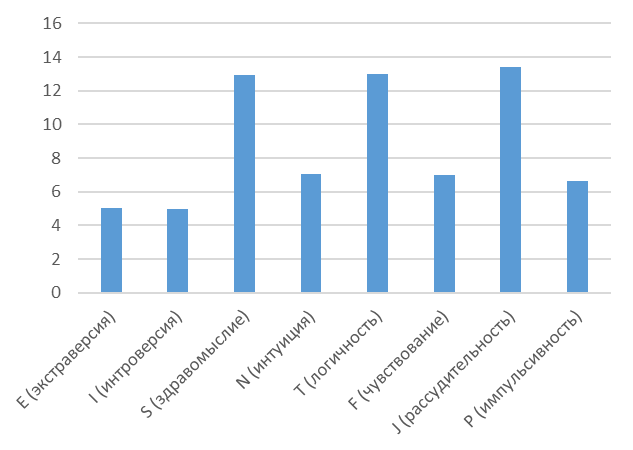 16
14
12
10
8
6
4
2
0
E (экстраверсия)
I (интроверсия)
S (здравомыслие)
N (интуиция)
T (логичность)
F (чувствование)
J (рассудительность)
P (импульсивность)